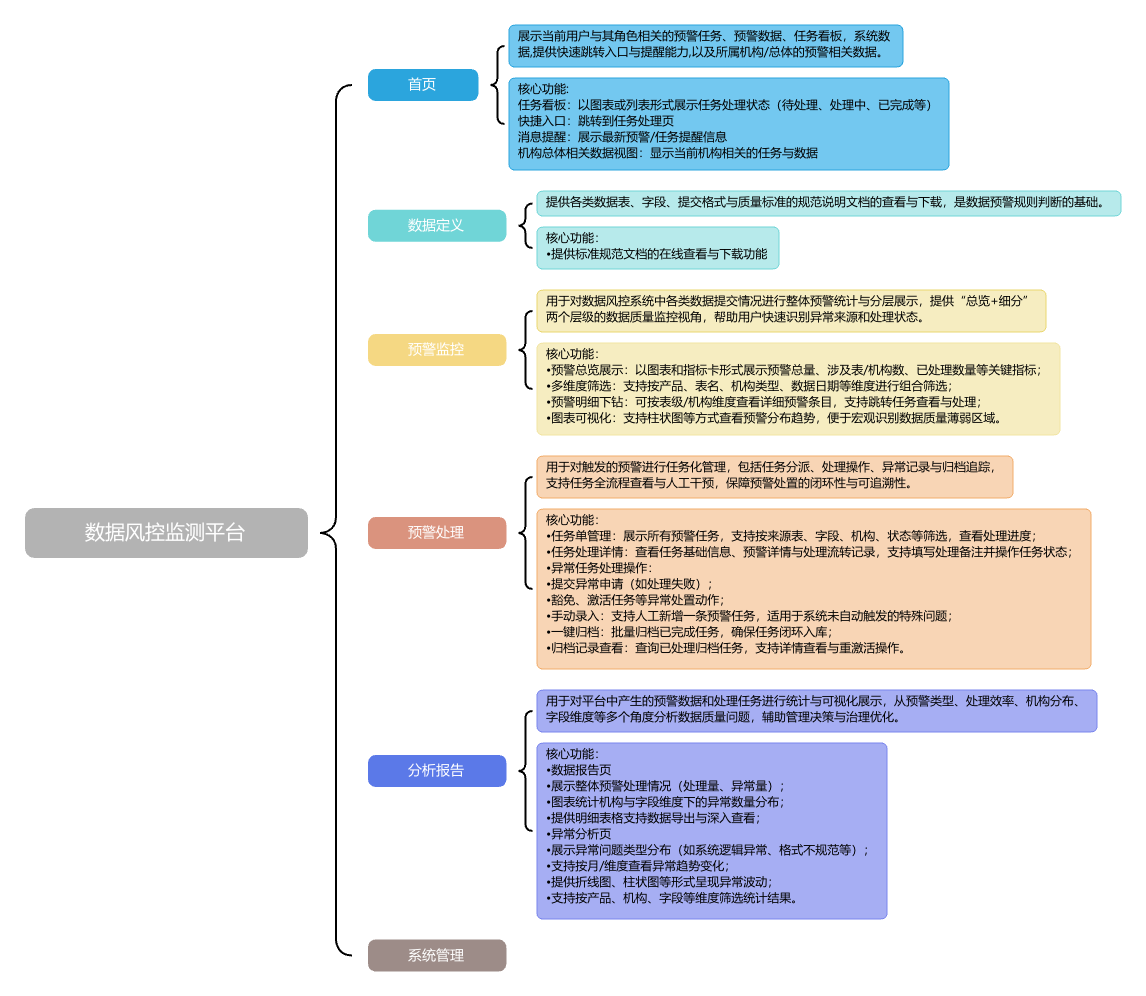 数据风控监测平台
首页
展示当前用户与其角色相关的预警任务、预警数据、任务看板，系统数
据,提供快速跳转入口与提醒能力,以及所属机构/总体的预警相关数据。
核心功能:
任务看板：以图表或列表形式展示任务处理状态（待处理、处理中、已完成等）
快捷入口：跳转到任务处理页
消息提醒：展示最新预警/任务提醒信息
机构总体相关数据视图：显示当前机构相关的任务与数据
数据定义
提供各类数据表、字段、提交格式与质量标准的规范说明文档的查看与下载，是数据预警规则判断的基础。
核心功能：
•提供标准规范文档的在线查看与下载功能
预警监控
用于对数据风控系统中各类数据提交情况进行整体预警统计与分层展示，提供“总览+细分”
两个层级的数据质量监控视角，帮助用户快速识别异常来源和处理状态。
核心功能：
•预警总览展示：以图表和指标卡形式展示预警总量、涉及表/机构数、已处理数量等关键指标；
•多维度筛选：支持按产品、表名、机构类型、数据日期等维度进行组合筛选；
•预警明细下钻：可按表级/机构维度查看详细预警条目，支持跳转任务查看与处理；
•图表可视化：支持柱状图等方式查看预警分布趋势，便于宏观识别数据质量薄弱区域。
预警处理
用于对触发的预警进行任务化管理，包括任务分派、处理操作、异常记录与归档追踪，
支持任务全流程查看与人工干预，保障预警处置的闭环性与可追溯性。
核心功能：
•任务单管理：展示所有预警任务，支持按来源表、字段、机构、状态等筛选，查看处理进度；
•任务处理详情：查看任务基础信息、预警详情与处理流转记录，支持填写处理备注并操作任务状态；
•异常任务处理操作：
•提交异常申请（如处理失败）；
•豁免、激活任务等异常处置动作；
•手动录入：支持人工新增一条预警任务，适用于系统未自动触发的特殊问题；
•一键归档：批量归档已完成任务，确保任务闭环入库；
•归档记录查看：查询已处理归档任务，支持详情查看与重激活操作。
分析报告
用于对平台中产生的预警数据和处理任务进行统计与可视化展示，从预警类型、处理效率、机构分布、
字段维度等多个角度分析数据质量问题，辅助管理决策与治理优化。
核心功能：
•数据报告页
•展示整体预警处理情况（处理量、异常量）；
•图表统计机构与字段维度下的异常数量分布；
•提供明细表格支持数据导出与深入查看；
•异常分析页
•展示异常问题类型分布（如系统逻辑异常、格式不规范等）；
•支持按月/维度查看异常趋势变化；
•提供折线图、柱状图等形式呈现异常波动；
•支持按产品、机构、字段等维度筛选统计结果。
系统管理